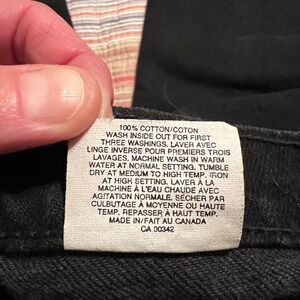 100% COTTON/COTON
WASH INSIDE OUT FOR FIRST
THREE WASHINGS. LAVER AVEC
LINGE INVERSE POUR PREMIERS TROIS
LAVAGES. MACHINE WASH IN WARM
WATER AT NORMAL SETTING. TUMBLE
DRY AT MEDIUM TO HIGH TEMP. IRON
AT HIGH SETTING. LAVER À LA
MACHINE À L'EAU CHAUDE AVEC
AGITATION NORMALE. SÉCHER PAR
CULBUTAGE À MOYENNE OU HAUTE
TEMP. REPASSER À HAUT TEMP.
MADE IN/FAIT AU CANADA
CA 00342